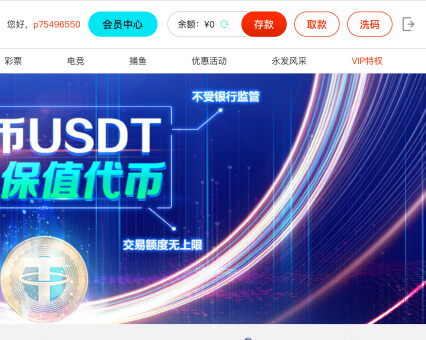 您好，p75496550 会员中心 余额：¥0 存款 取款 洗码
彩票 电竞 捕鱼 优惠活动 永发风采 VIP特权
不受银行监管
币USDT
保值代币
交易额度无上限